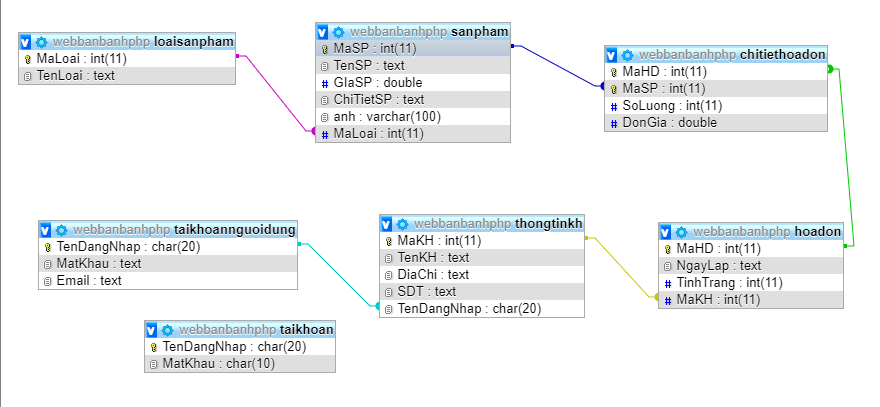 webbanbanhphp loaisanpham
MaLoai : int(11)
TenLoai : text
webbanbanhphp sanpham
MaSP : int(11)
TenSP : text
GIaSP : double
ChiTietSP : text
anh : varchar(100)
MaLoai : int(11)
webbanbanhphp chitiethoadon
MaHD : int(11)
MaSP : int(11)
SoLuong : int(11)
DonGia : double
webbanbanhphp taikhoannguoidung
TenDangNhap : char(20)
MatKhau : text
Email : text
webbanbanhphp thongtinkh
MaKH : int(11)
TenKH : text
DiaChi : text
SDT : text
TenDangNhap : char(20)
webbanbanhphp hoadon
MaHD : int(11)
NgayLap : text
TinhTrang : int(11)
MaKH : int(11)
webbanbanhphp taikhoan
TenDangNhap : char(20)
MatKhau : char(10)